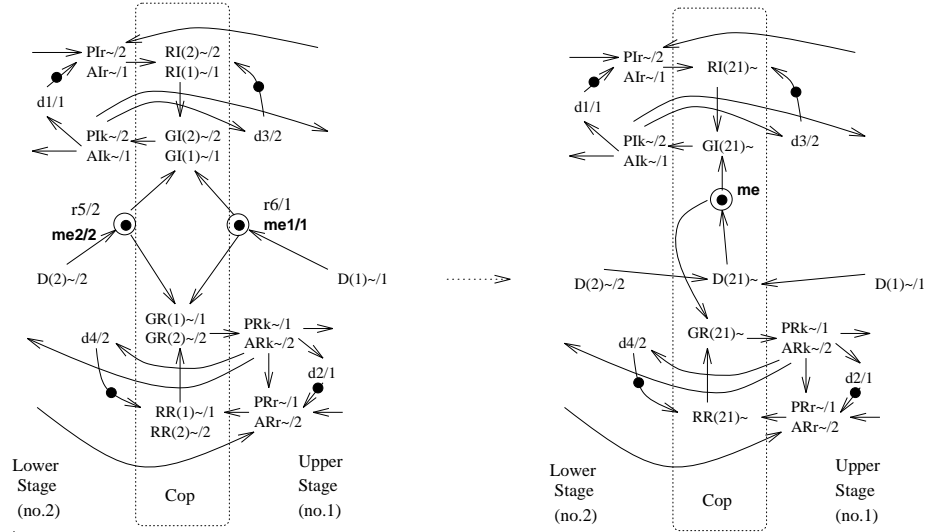 PIr~/2
AIr~/1
RI(2)~/2
RI(1)~/1
d1/1
d3/2
PIk~/2
AIk~/1
GI(2)~/2
GI(1)~/1
r5/2
me2/2
r6/1
me1/1
D(2)~/2
D(1)~/1
GR(1)~/1
GR(2)~/2
PRk~/1
ARk~/2
d4/2
d2/1
PRr~/1
ARr~/2
RR(1)~/1
RR(2)~/2
Lower
Stage
(no.2)
Cop
Upper
Stage
(no.1)
PIr~/2
AIr~/1
RI(21)~
d1/1
d3/2
PIk~/2
AIk~/1
GI(21)~
me
D(2)~/2
D(21)~
D(1)~/1
GR(21)~
PRk~/1
ARk~/2
d4/2
d2/1
PRr~/1
ARr~/2
RR(21)~
Lower
Stage
(no.2)
Cop
Upper
Stage
(no.1)